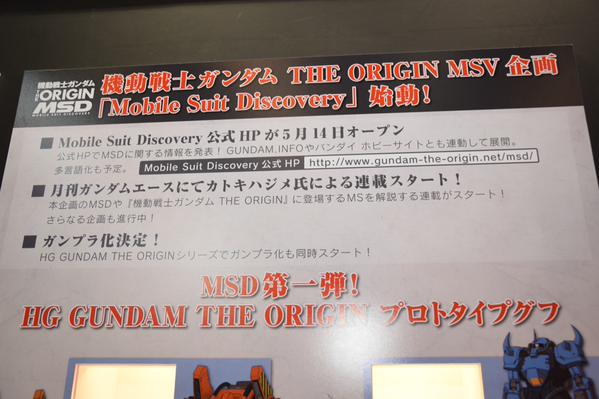 機動戦士ガンダム
THE ORIGIN
MSD
MOBILE SUIT DISCOVERY
機動戦士ガンダム THE ORIGIN MSV 企画
「Mobile Suit Discovery」始動!
■ Mobile Suit Discovery 公式 HP が 5 月 14 日オープン
公式HPでMSDに関する情報を発表! GUNDAM.INFOやバンダイ ホビーサイトとも連動して展開。
多言語化も予定。 Mobile Suit Discovery 公式 HP http://www.gundam-the-origin.net/msd/
■ 月刊ガンダムエースにてカトキハジメ氏による連載スタート!
本企画のMSDや『機動戦士ガンダム THE ORIGIN』に登場するMSを解説する連載がスタート!
さらなる企画も進行中!
■ ガンプラ化決定!
HG GUNDAM THE ORIGINシリーズでガンプラ化も同時スタート!
MSD 第一弾!
HG GUNDAM THE ORIGIN プロトタイプグフ